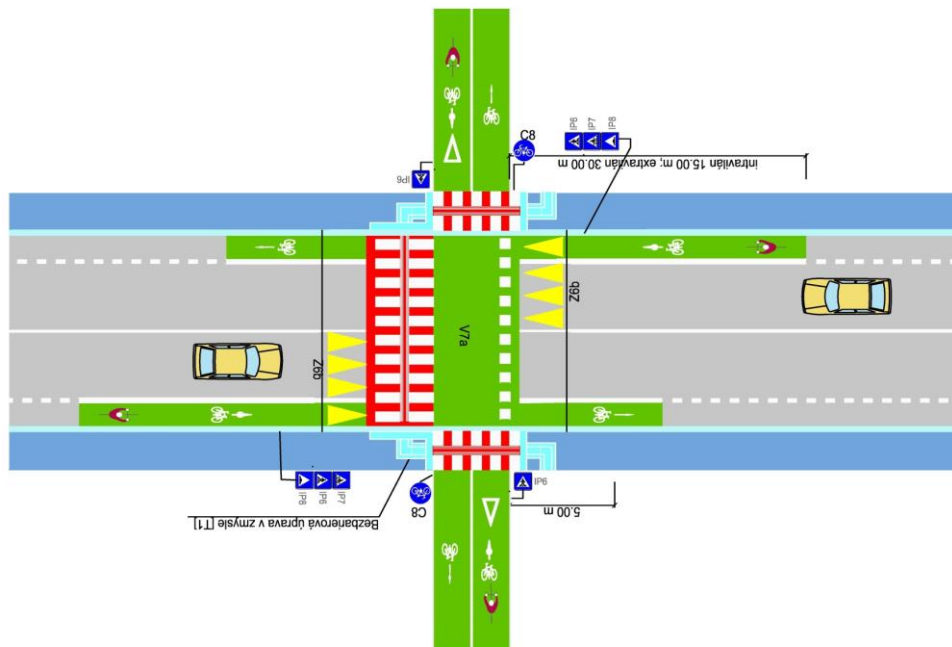 C8
IP6
IP7
IP8
intravilán 15.00 m; extravilán 30.00 m
IP6
Z6b
V7a
Z6b
IP8
IP6
IP7
C8
IP6
5.00 m
Bezbarierová úprava v zmysle [T1]